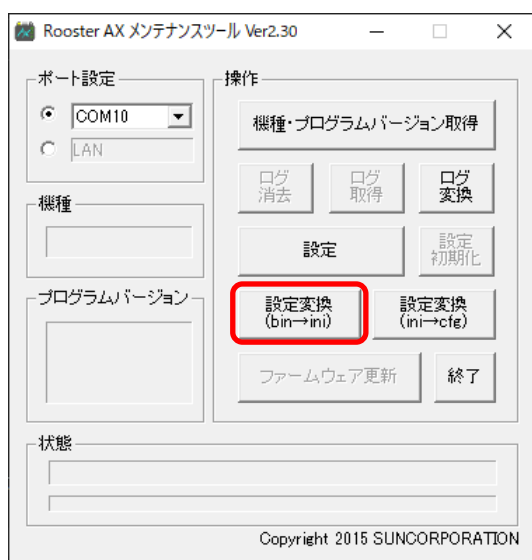 Rooster AX メンテナンスツール Ver2.30
ポート設定
COM10
LAN
機種
プログラムバージョン
操作
機種・プログラムバージョン取得
ログ
消去
ログ
取得
ログ
変換
設定
設定
初期化
設定変換
(bin→ini)
設定変換
(ini→cfg)
ファームウェア更新
終了
状態
Copyright 2015 SUNCORPORATION